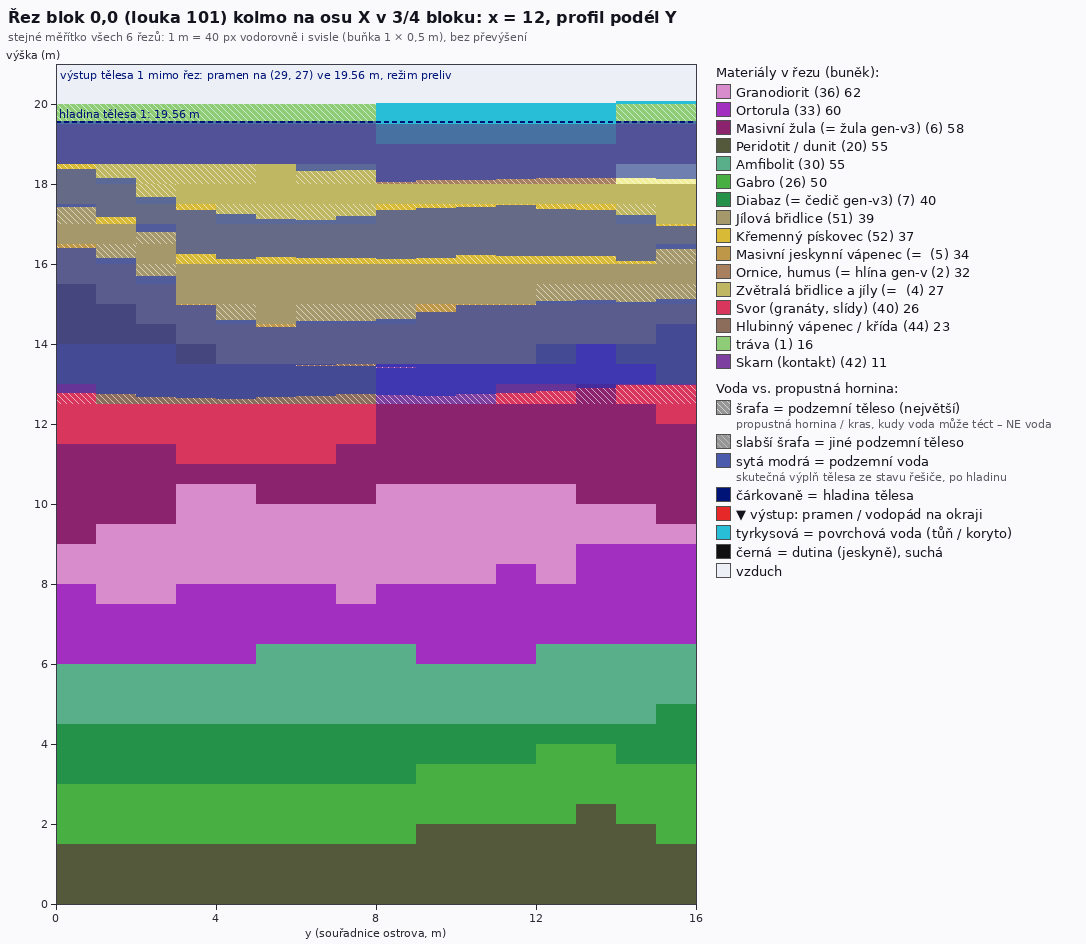 Řez blok 0,0 (louka 101) kolmo na osu X v 3/4 bloku: x = 12, profil podél Y
stejné měřítko všech 6 řezů: 1 m = 40 px vodorovně i svisle (buňka 1 × 0,5 m), bez převýšení
výška (m)
výstup tělesa 1 mimo řez: pramen na (29, 27) ve 19.56 m, režim preliv
hladina tělesa 1: 19.56 m
20
18
16
14
12
10
8
6
4
2
0
0
4
8
12
16
y (souřadnice ostrova, m)
Materiály v řezu (buněk):
Granodiorit (36) 62
Ortorula (33) 60
Masivní žula (= žula gen-v3) (6) 58
Peridotit / dunit (20) 55
Amfibolit (30) 55
Gabro (26) 50
Diabaz (= čedič gen-v3) (7) 40
Jílová břidlice (51) 39
Křemenný pískovec (52) 37
Masivní jeskynní vápenec (=  (5) 34
Ornice, humus (= hlína gen-v (2) 32
Zvětralá břidlice a jíly (=  (4) 27
Svor (granáty, slídy) (40) 26
Hlubinný vápenec / křída (44) 23
tráva (1) 16
Skarn (kontakt) (42) 11
Voda vs. propustná hornina:
šrafa = podzemní těleso (největší)
propustná hornina / kras, kudy voda může téct – NE voda
slabší šrafa = jiné podzemní těleso
sytá modrá = podzemní voda
skutečná výplň tělesa ze stavu řešiče, po hladinu
čárkovaně = hladina tělesa
▼ výstup: pramen / vodopád na okraji
tyrkysová = povrchová voda (tůň / koryto)
černá = dutina (jeskyně), suchá
vzduch